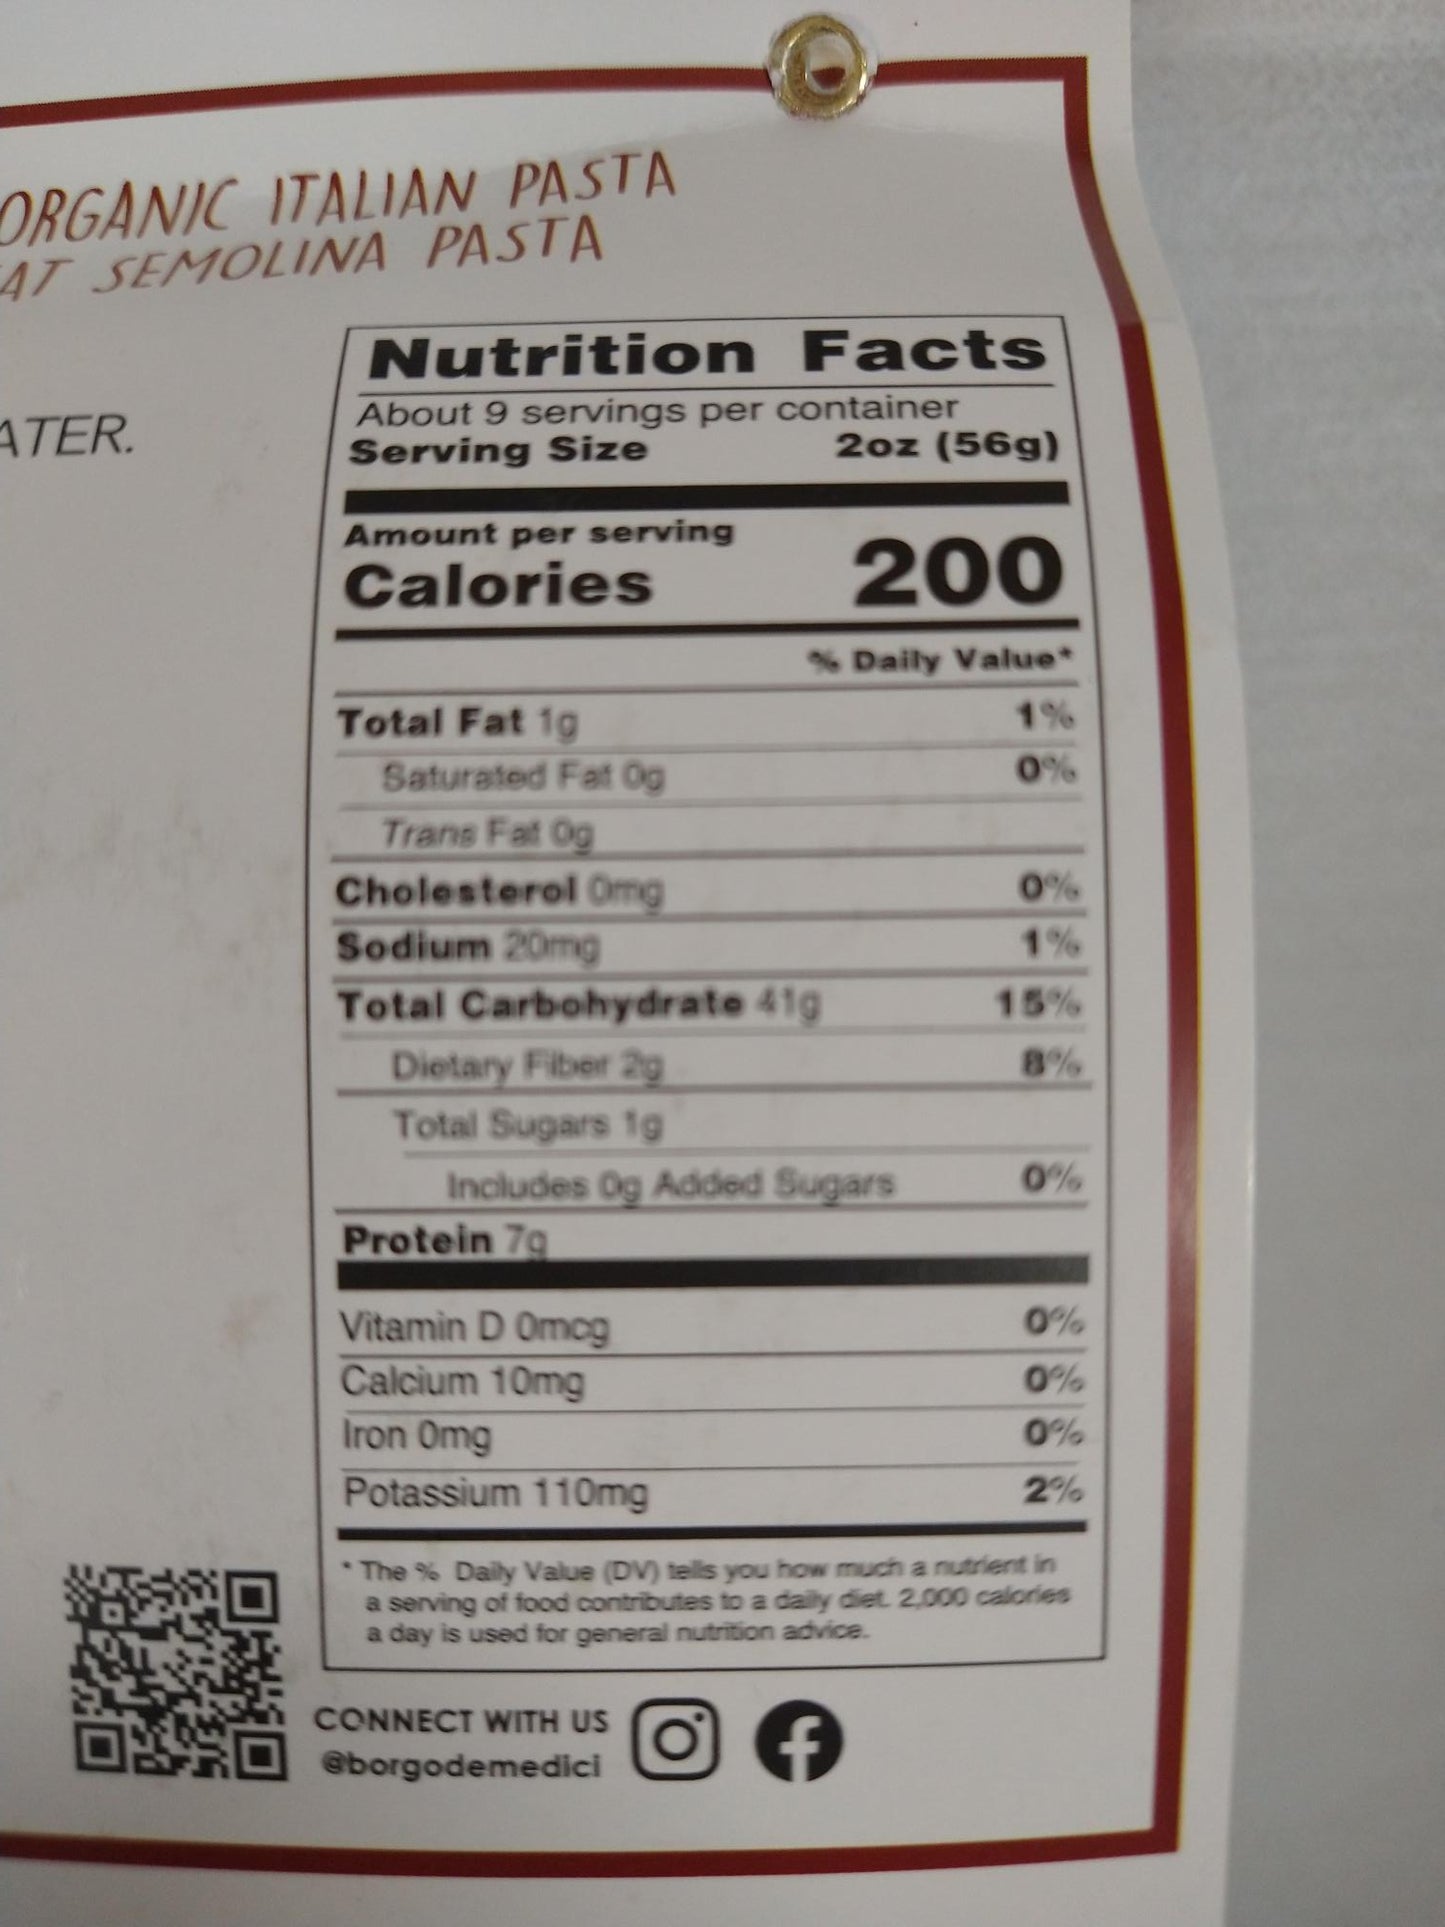 ORGANIC ITALIAN PASTA
AT SEMOLINA PASTA
ATER.
Nutrition Facts
About 9 servings per container
Serving Size 2oz (56g)
Amount per serving
Calories 200
% Daily Value*
Total Fat 1g 1%
Saturated Fat 0g 0%
Trans Fat 0g
Cholesterol 0mg 0%
Sodium 20mg 1%
Total Carbohydrate 41g 15%
Dietary Fiber 2g 8%
Total Sugars 1g
Includes 0g Added Sugars 0%
Protein 7g
Vitamin D 0mcg 0%
Calcium 10mg 0%
Iron 0mg 0%
Potassium 110mg 2%
* The % Daily Value (DV) tells you how much a nutrient in
a serving of food contributes to a daily diet. 2,000 calories
a day is used for general nutrition advice.
CONNECT WITH US
@borgodemedici